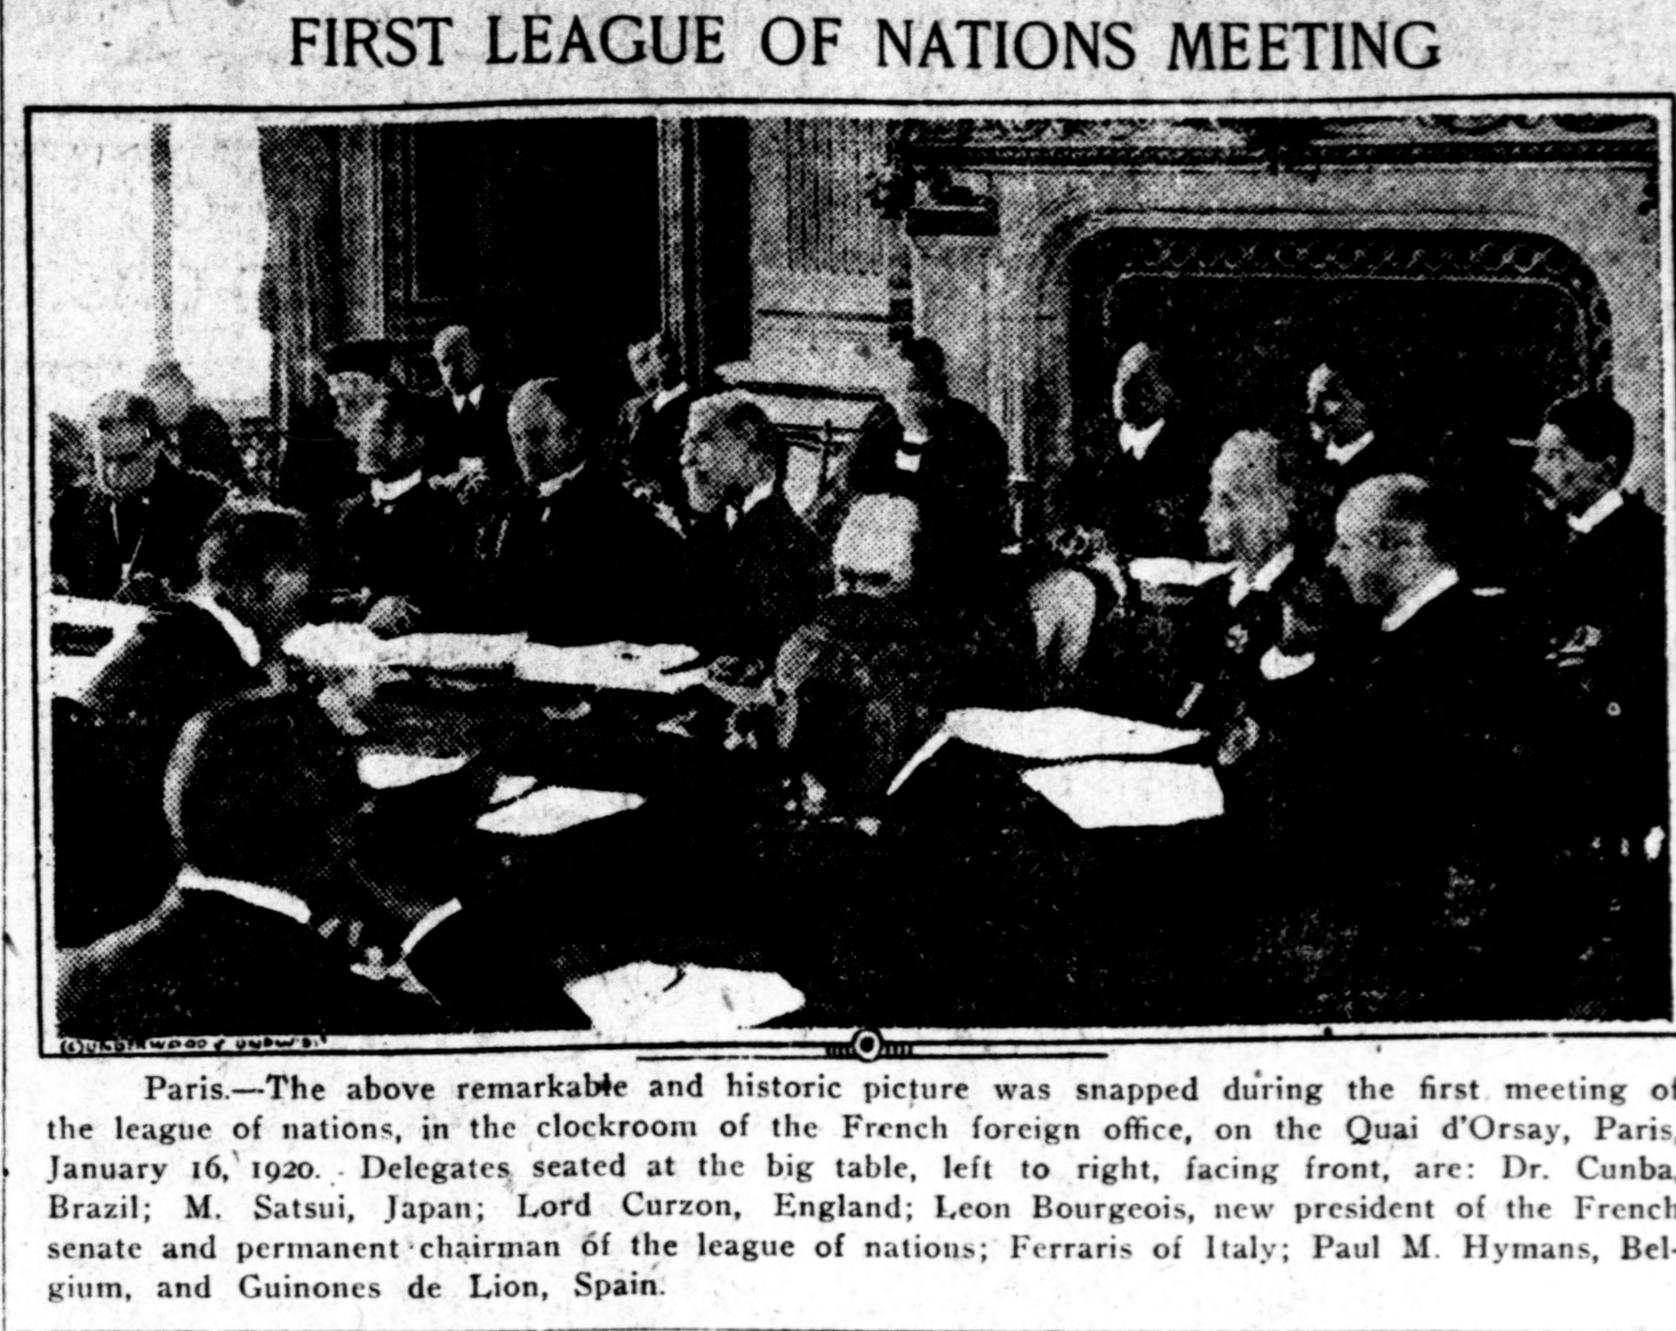 FIRST LEAGUE OF NATIONS MEETING
(C) UNDERWOOD & UNDW'D.
Paris.—The above remarkable and historic picture was snapped during the first meeting of
the league of nations, in the clockroom of the French foreign office, on the Quai d'Orsay, Paris,
January 16, 1920. Delegates seated at the big table, left to right, facing front, are: Dr. Cunba,
Brazil; M. Satsui, Japan; Lord Curzon, England; Leon Bourgeois, new president of the French
senate and permanent chairman of the league of nations; Ferraris of Italy; Paul M. Hymans, Bel-
gium, and Guinones de Lion, Spain.